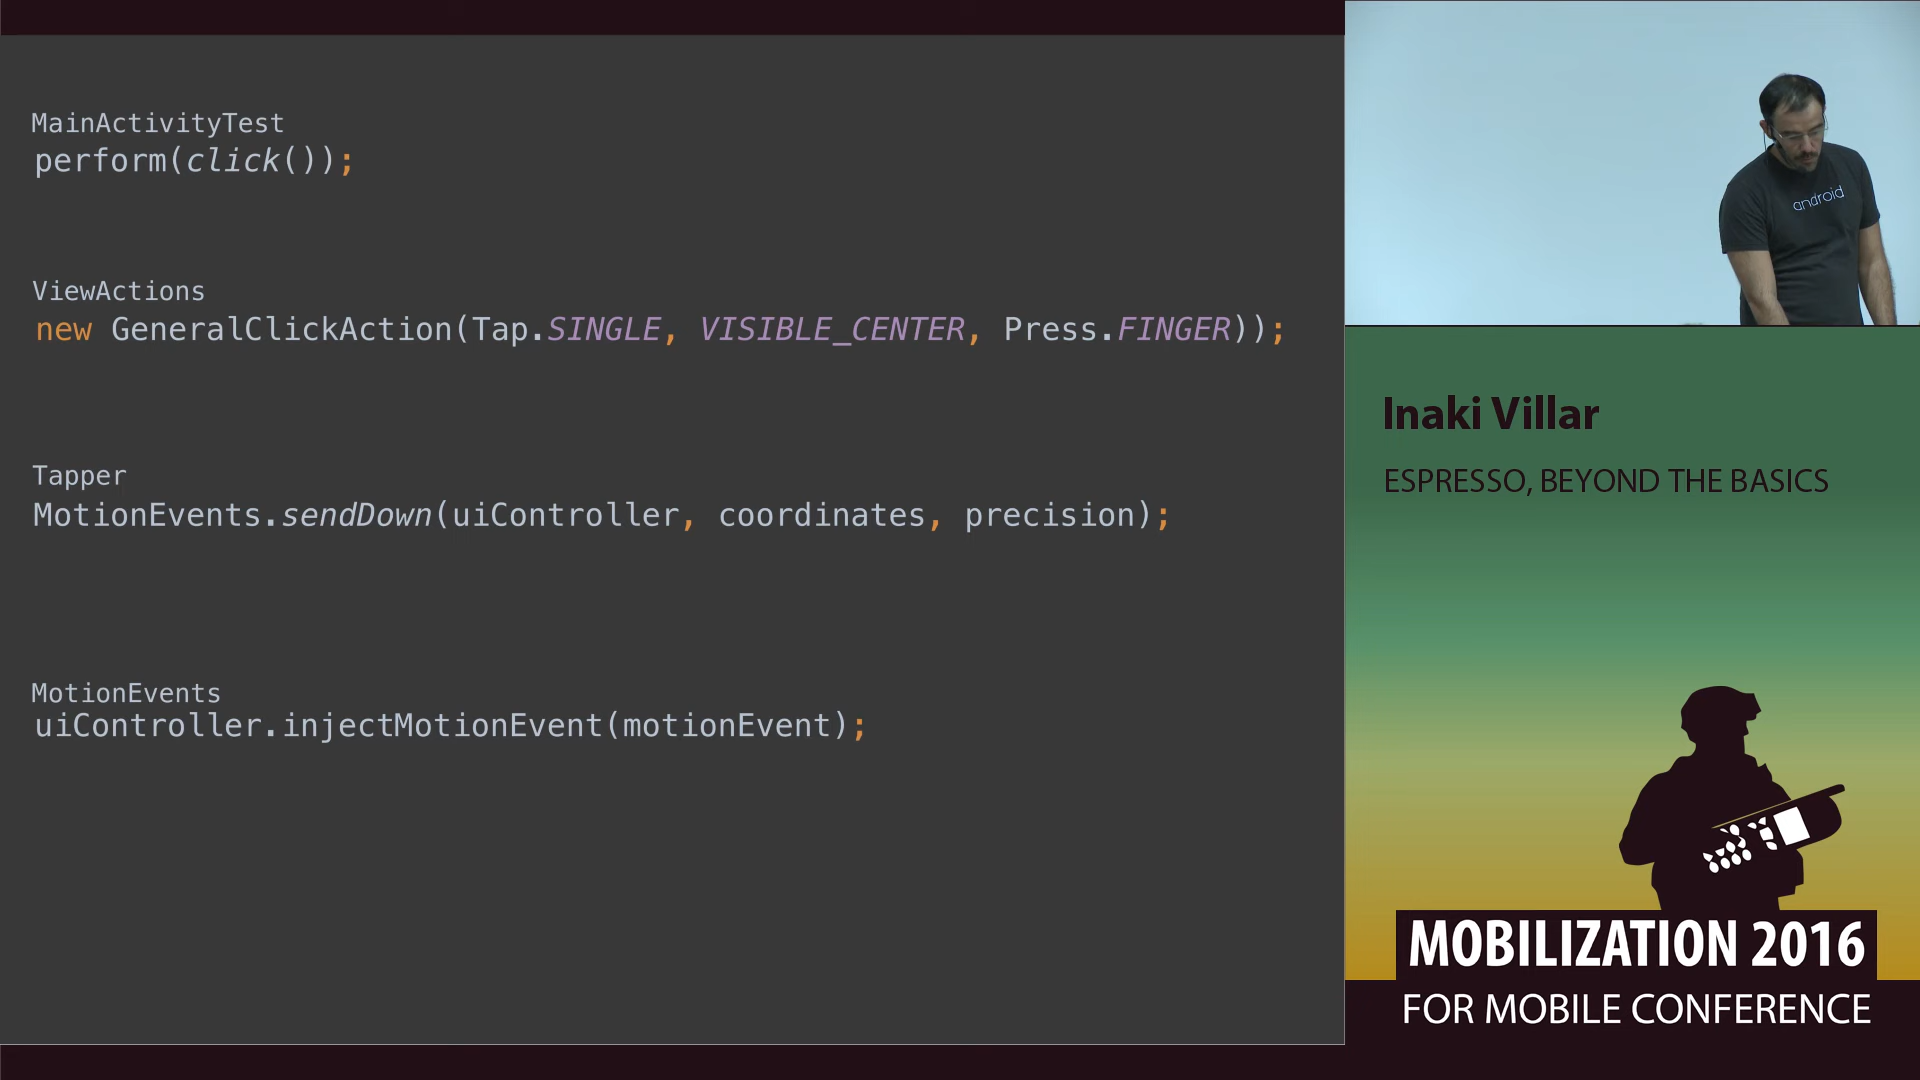 MainActivityTest
perform(click());
ViewActions
new GeneralClickAction(Tap.SINGLE, VISIBLE_CENTER, Press.FINGER));
Tapper
MotionEvents.sendDown(uiController, coordinates, precision);
MotionEvents
uiController.injectMotionEvent(motionEvent);
android
Inaki Villar
ESPRESSO, BEYOND THE BASICS
MOBILIZATION 2016
FOR MOBILE CONFERENCE